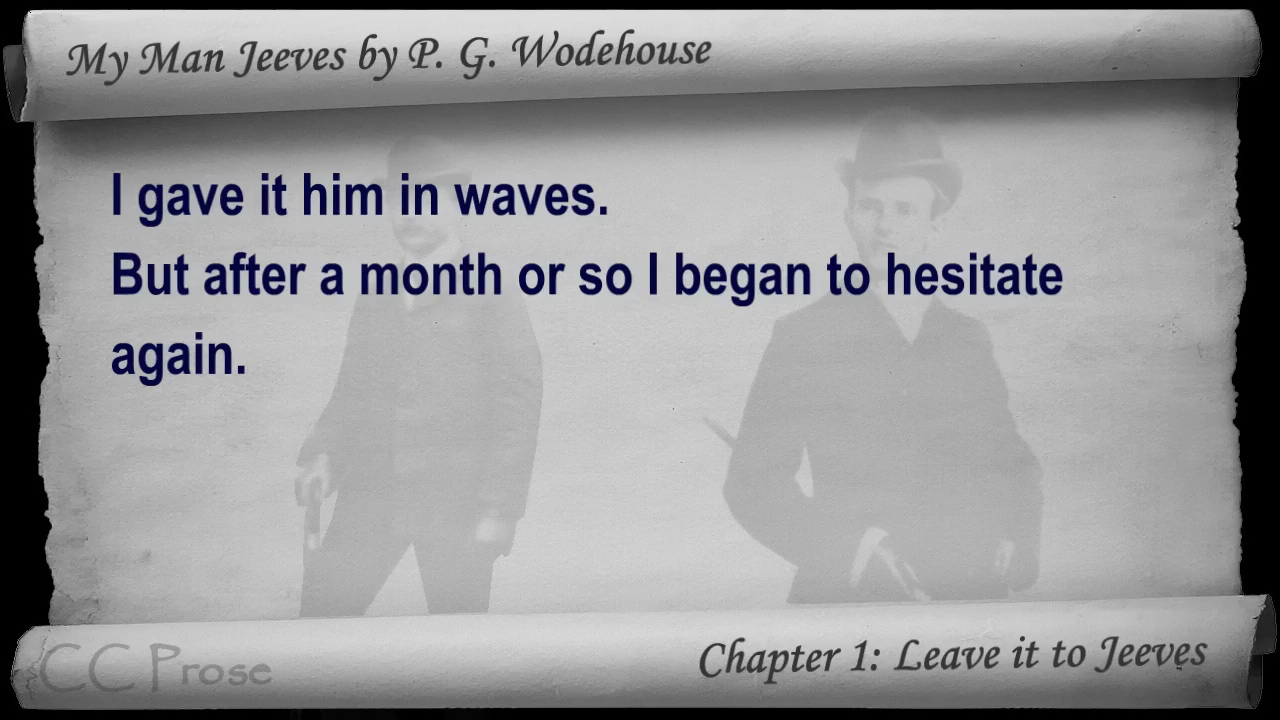 My Man Jeeves by P. G. Wodehouse
I gave it him in waves.
But after a month or so I began to hesitate
again.
CC Prose
Chapter 1: Leave it to Jeeves